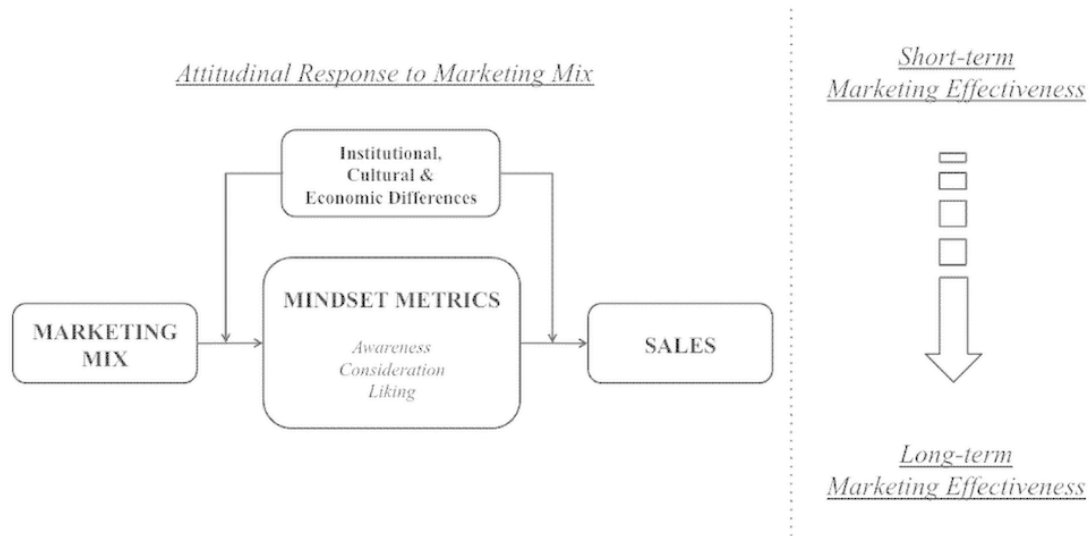 Attitudinal Response to Marketing Mix
Institutional,
Cultural &
Economic Differences
MARKETING
MIX
MINDSET METRICS
Awareness
Consideration
Liking
SALES
Short-term
Marketing Effectiveness
Long-term
Marketing Effectiveness